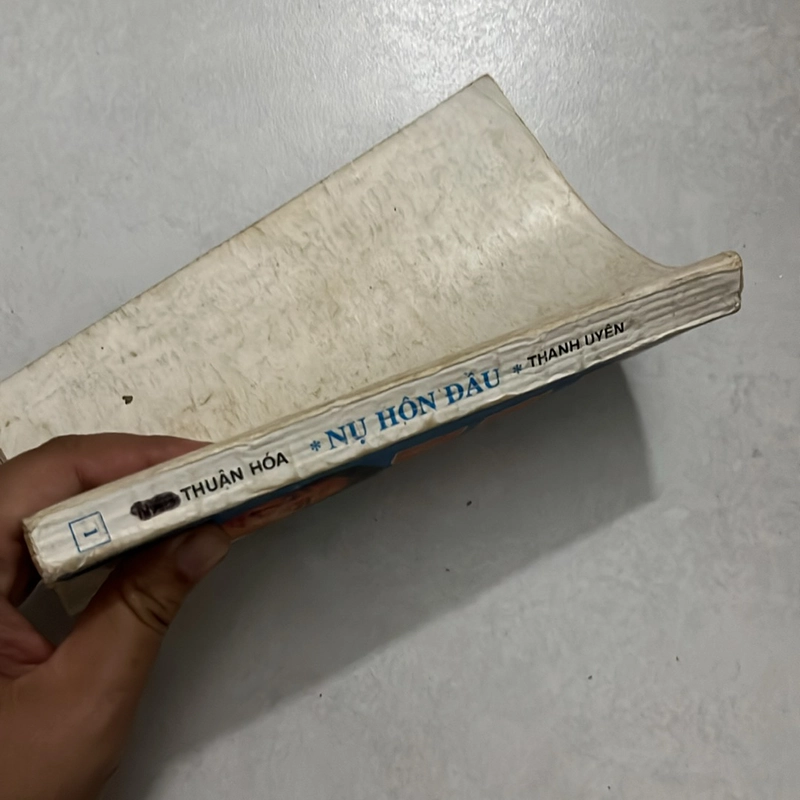 THUẬN HÓA * NỤ HÔN ĐẦU * THANH UYÊN
1